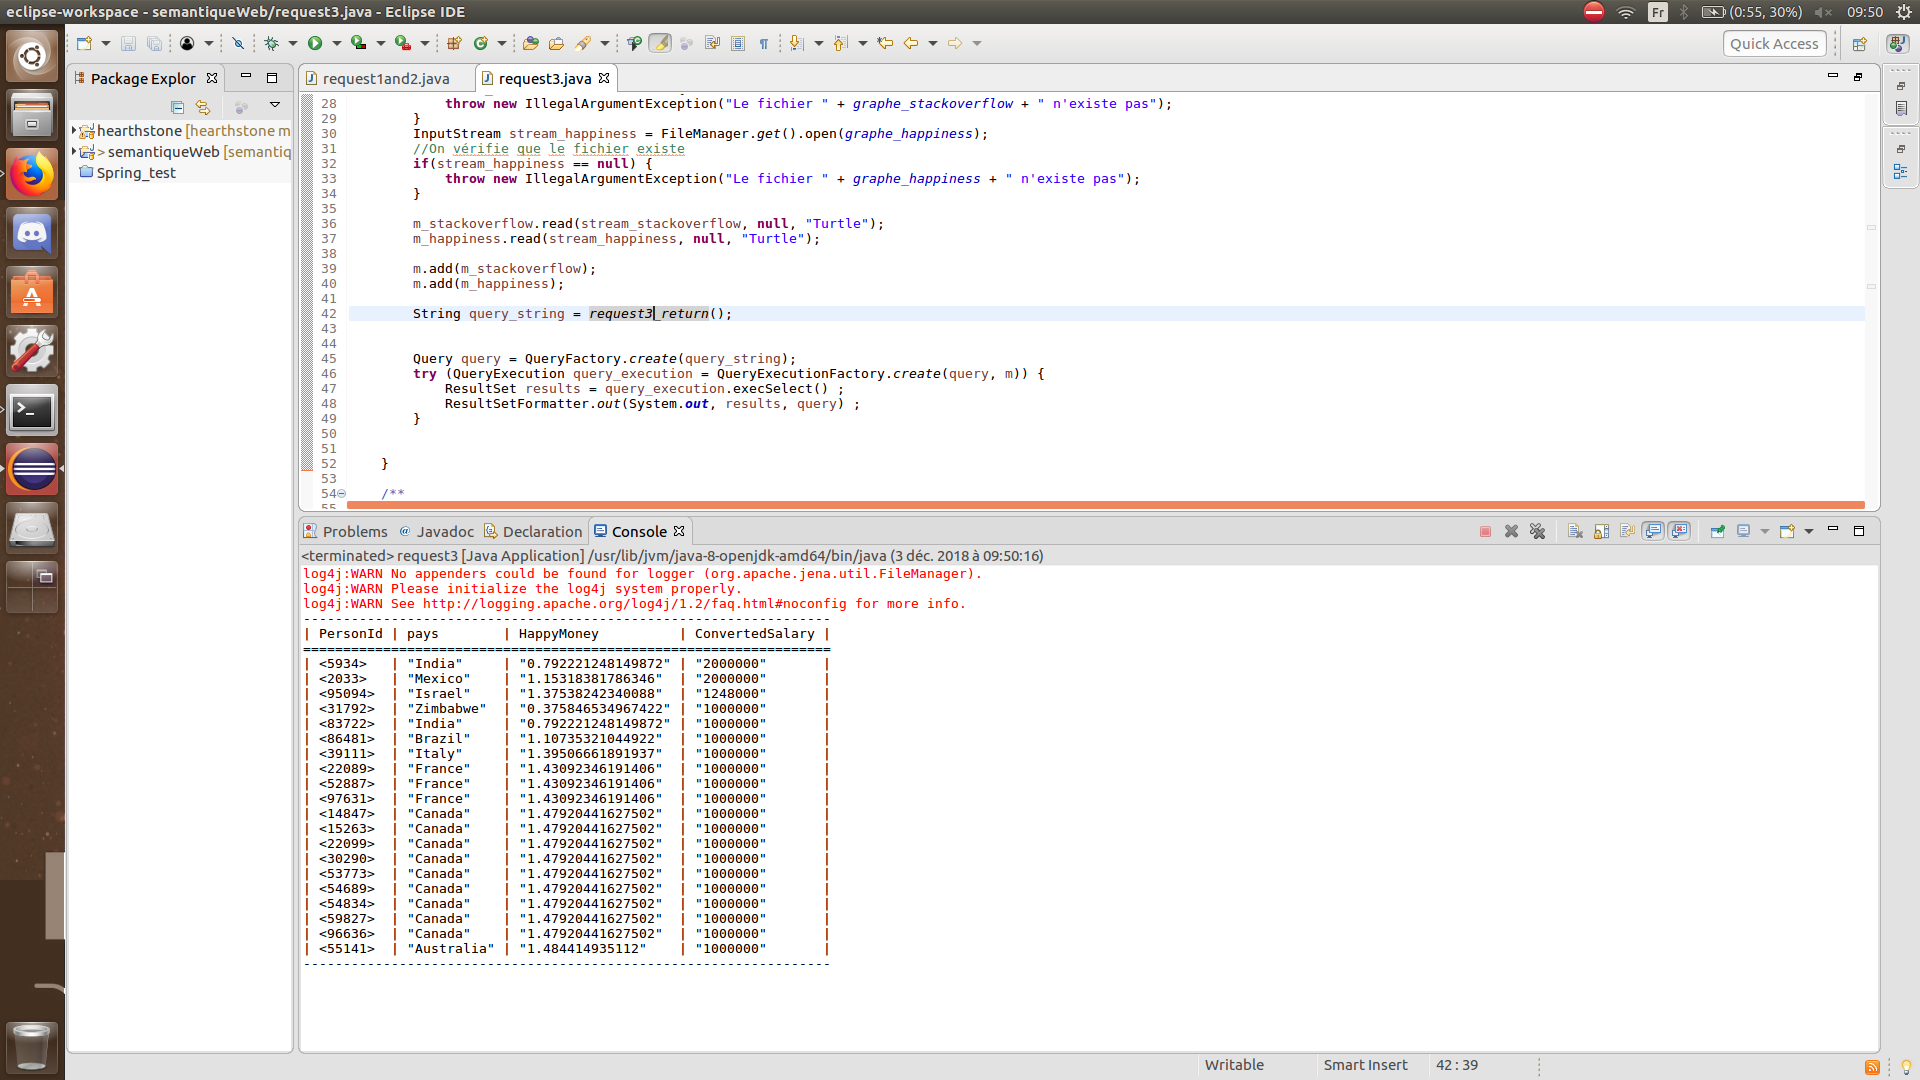 eclipse-workspace - semantiqueWeb/request3.java - Eclipse IDE
Fr (0:55, 30%) 09:50
Quick Access
Package Explor
hearthstone [hearthstone m
> semantiqueWeb [semantiq
Spring_test
request1and2.java request3.java
28 throw new IllegalArgumentException("Le fichier " + graphe_stackoverflow + " n'existe pas");
29 }
30 InputStream stream_happiness = FileManager.get().open(graphe_happiness);
31 //On vérifie que le fichier existe
32 if(stream_happiness == null) {
33 throw new IllegalArgumentException("Le fichier " + graphe_happiness + " n'existe pas");
34 }
35
36 m_stackoverflow.read(stream_stackoverflow, null, "Turtle");
37 m_happiness.read(stream_happiness, null, "Turtle");
38
39 m.add(m_stackoverflow);
40 m.add(m_happiness);
41
42 String query_string = request3_return();
43
44
45 Query query = QueryFactory.create(query_string);
46 try (QueryExecution query_execution = QueryExecutionFactory.create(query, m)) {
47 ResultSet results = query_execution.execSelect() ;
48 ResultSetFormatter.out(System.out, results, query) ;
49 }
50
51
52 }
53
54 /**
55
Problems @ Javadoc Declaration Console
<terminated> request3 [Java Application] /usr/lib/jvm/java-8-openjdk-amd64/bin/java (3 déc. 2018 à 09:50:16)
log4j:WARN No appenders could be found for logger (org.apache.jena.util.FileManager).
log4j:WARN Please initialize the log4j system properly.
log4j:WARN See http://logging.apache.org/log4j/1.2/faq.html#noconfig for more info.
------------------------------------------------------------------
| PersonId | pays | HappyMoney | ConvertedSalary |
==================================================================
| <5934> | "India" | "0.792221248149872" | "2000000" |
| <2033> | "Mexico" | "1.15318381786346" | "2000000" |
| <95094> | "Israel" | "1.37538242340088" | "1248000" |
| <31792> | "Zimbabwe" | "0.375846534967422" | "1000000" |
| <83722> | "India" | "0.792221248149872" | "1000000" |
| <86481> | "Brazil" | "1.10735321044922" | "1000000" |
| <39111> | "Italy" | "1.39506661891937" | "1000000" |
| <22089> | "France" | "1.43092346191406" | "1000000" |
| <52887> | "France" | "1.43092346191406" | "1000000" |
| <97631> | "France" | "1.43092346191406" | "1000000" |
| <14847> | "Canada" | "1.47920441627502" | "1000000" |
| <15263> | "Canada" | "1.47920441627502" | "1000000" |
| <22099> | "Canada" | "1.47920441627502" | "1000000" |
| <30290> | "Canada" | "1.47920441627502" | "1000000" |
| <53773> | "Canada" | "1.47920441627502" | "1000000" |
| <54689> | "Canada" | "1.47920441627502" | "1000000" |
| <54834> | "Canada" | "1.47920441627502" | "1000000" |
| <59827> | "Canada" | "1.47920441627502" | "1000000" |
| <96636> | "Canada" | "1.47920441627502" | "1000000" |
| <55141> | "Australia" | "1.484414935112" | "1000000" |
------------------------------------------------------------------
Writable Smart Insert 42 : 39